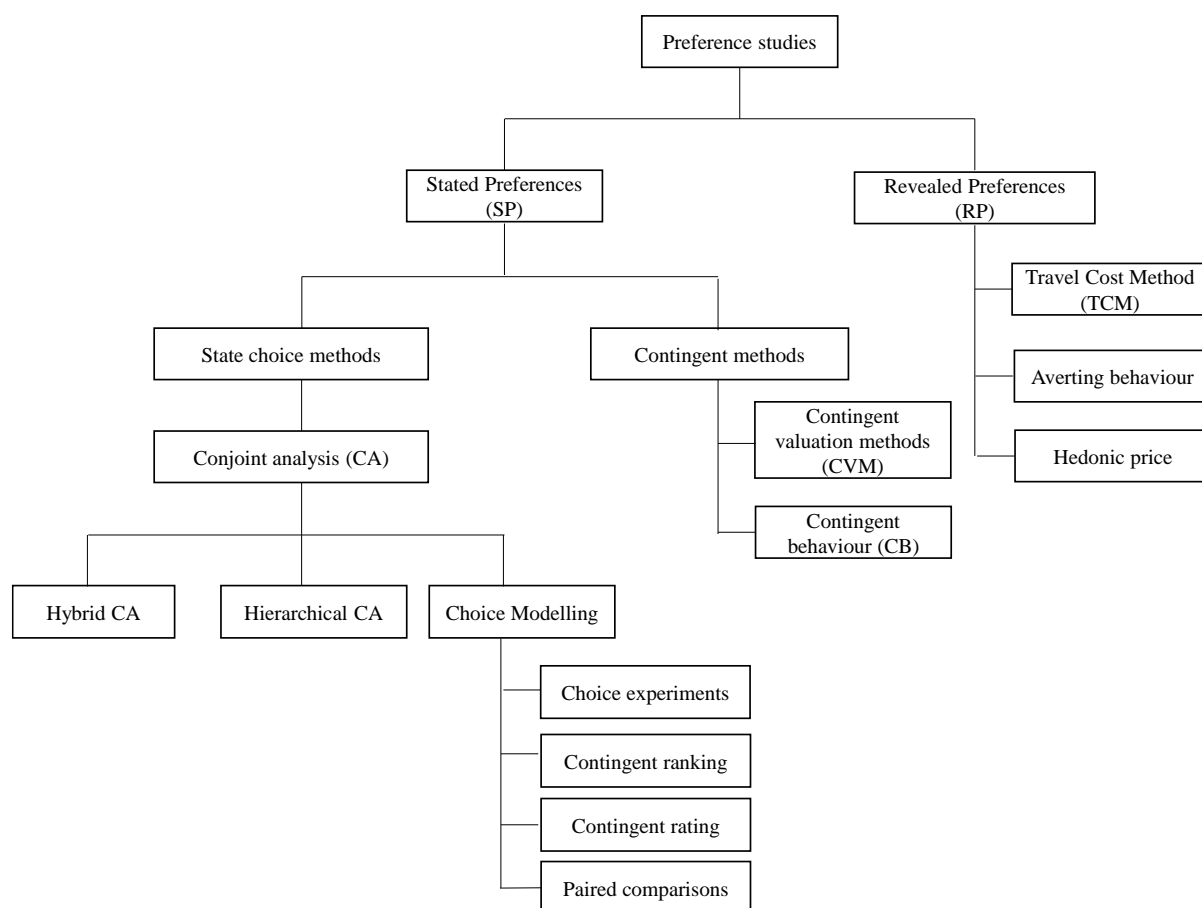 Preference studies
Stated Preferences
(SP)
Revealed Preferences
(RP)
Travel Cost Method
(TCM)
State choice methods
Contingent methods
Averting behaviour
Contingent
valuation methods
(CVM)
Conjoint analysis (CA)
Hedonic price
Contingent
behaviour (CB)
Hybrid CA
Hierarchical CA
Choice Modelling
Choice experiments
Contingent ranking
Contingent rating
Paired comparisons